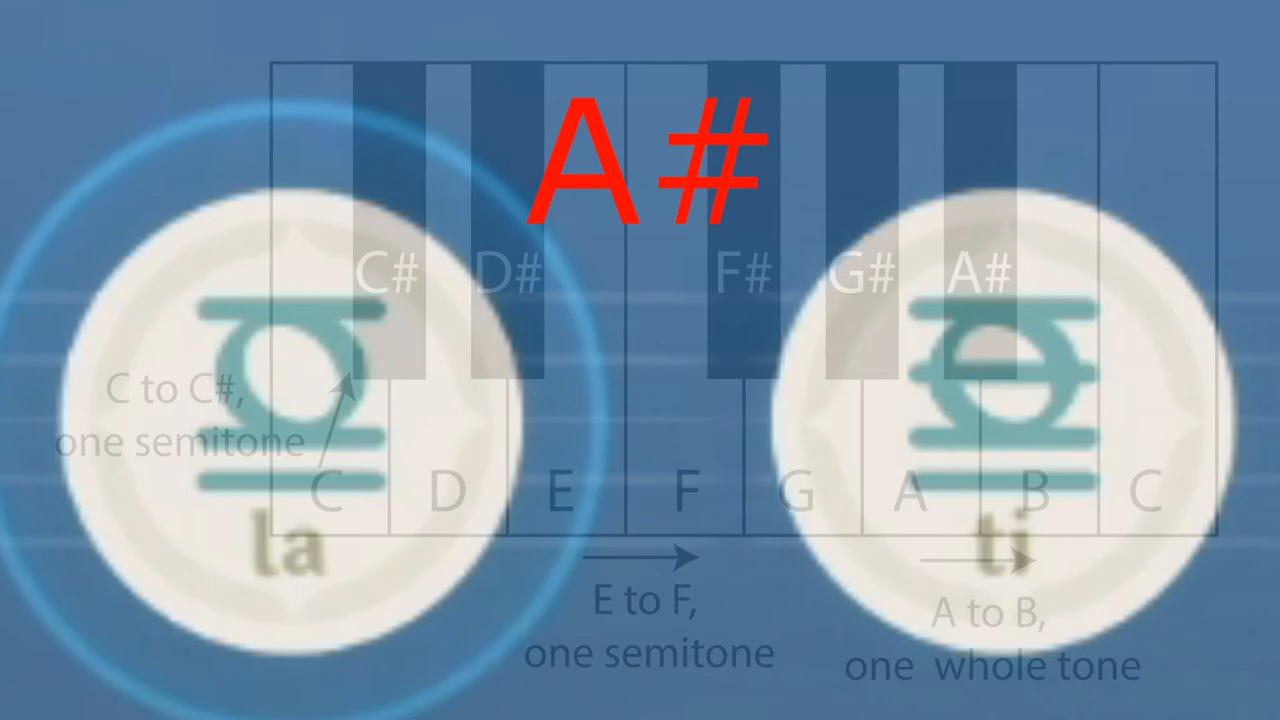 A#
C# D# F# G# A#
C to C#,
one semitone
C D E F G A B C
la ti
E to F,
one semitone
A to B,
one whole tone